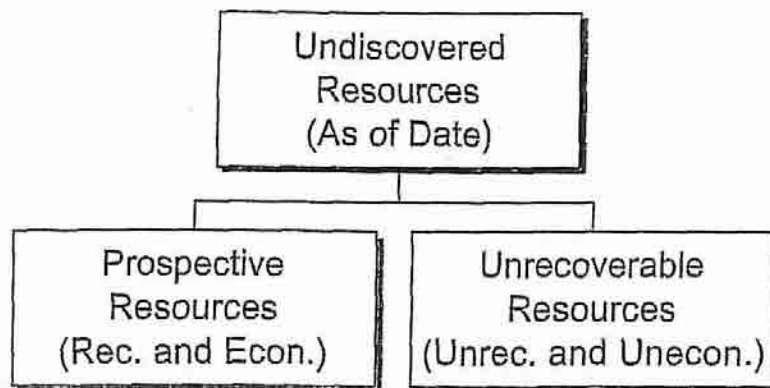 Undiscovered
Resources
(As of Date)
Prospective
Resources
(Rec. and Econ.)
Unrecoverable
Resources
(Unrec. and Unecon.)